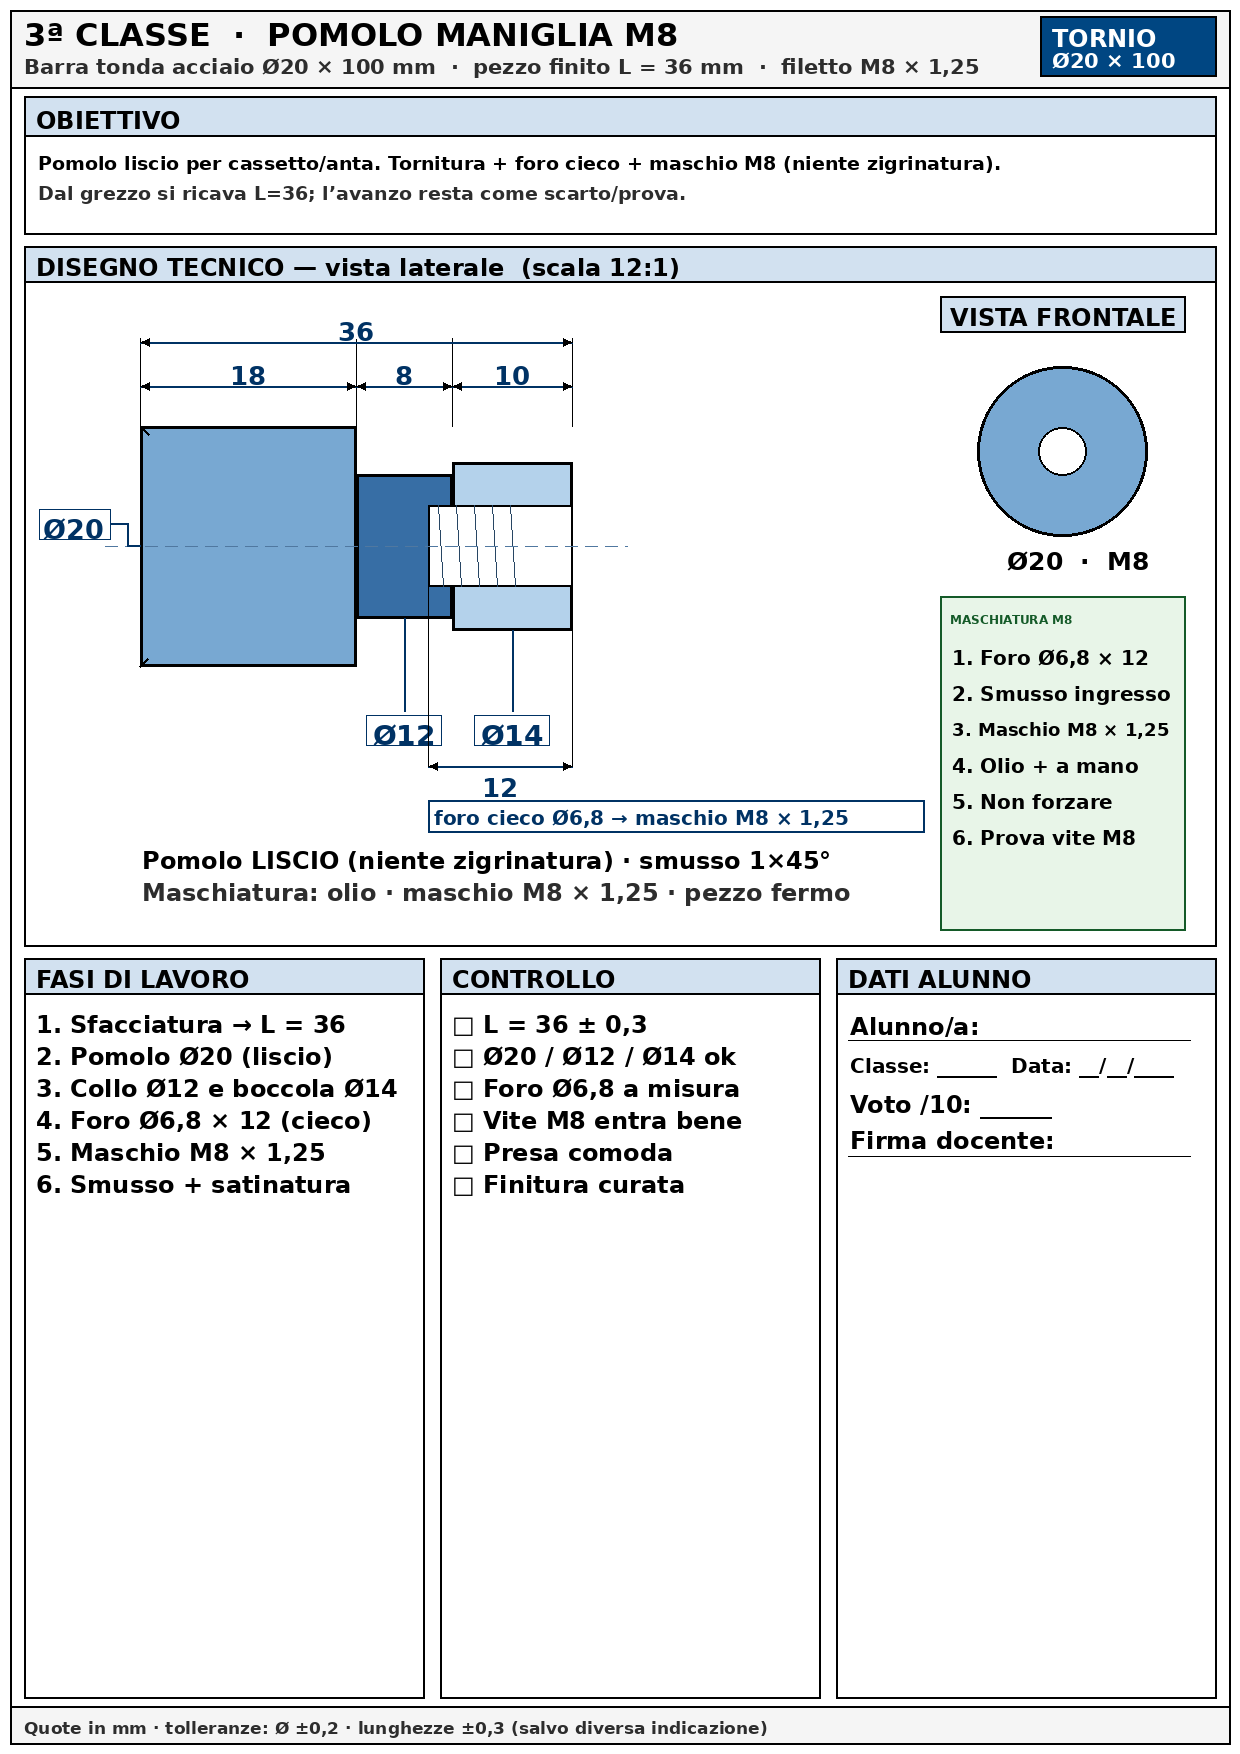 3ª CLASSE · POMOLO MANIGLIA M8
Barra tonda acciaio Ø20 × 100 mm · pezzo finito L = 36 mm · filetto M8 × 1,25
TORNIO
Ø20 × 100
OBIETTIVO
Pomolo liscio per cassetto/anta. Tornitura + foro cieco + maschio M8 (niente zigrinatura).
Dal grezzo si ricava L=36; l’avanzo resta come scarto/prova.
DISEGNO TECNICO — vista laterale (scala 12:1)
36
18
8
10
Ø20
Ø12
Ø14
12
foro cieco Ø6,8 → maschio M8 × 1,25
Pomolo LISCIO (niente zigrinatura) · smusso 1×45°
Maschiatura: olio · maschio M8 × 1,25 · pezzo fermo
VISTA FRONTALE
Ø20 · M8
MASCHIATURA M8
1. Foro Ø6,8 × 12
2. Smusso ingresso
3. Maschio M8 × 1,25
4. Olio + a mano
5. Non forzare
6. Prova vite M8
FASI DI LAVORO
1. Sfacciatura → L = 36
2. Pomolo Ø20 (liscio)
3. Collo Ø12 e boccola Ø14
4. Foro Ø6,8 × 12 (cieco)
5. Maschio M8 × 1,25
6. Smusso + satinatura
CONTROLLO
□ L = 36 ± 0,3
□ Ø20 / Ø12 / Ø14 ok
□ Foro Ø6,8 a misura
□ Vite M8 entra bene
□ Presa comoda
□ Finitura curata
DATI ALUNNO
Alunno/a:
Classe: ______ Data: __/__/____
Voto /10: ______
Firma docente:
Quote in mm · tolleranze: Ø ±0,2 · lunghezze ±0,3 (salvo diversa indicazione)